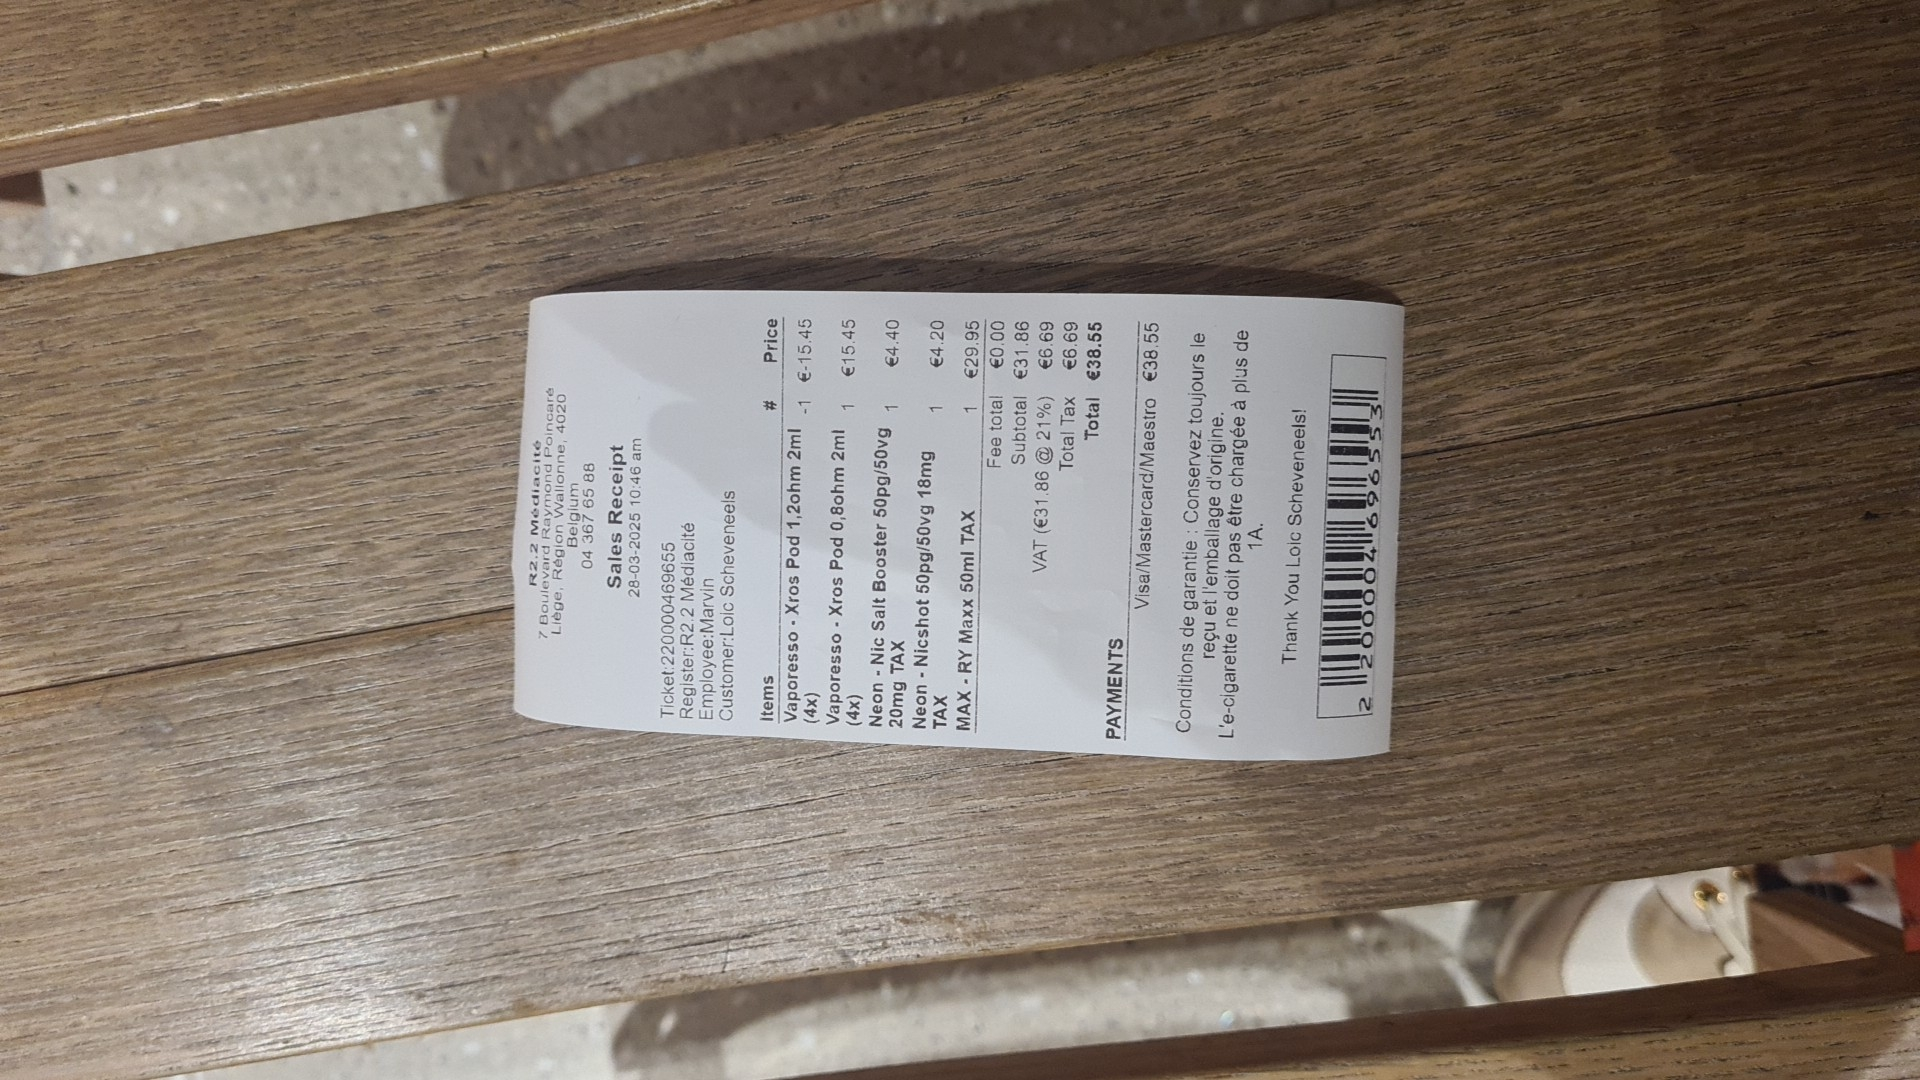 R2.2 Médiacité
7 Boulevard Raymond Poincaré
Liège, Région Wallonne, 4020
Belgium
04 367 65 88
Sales Receipt
28-03-2025 10:46 am
Ticket:220000469655
Register:R2.2 Médiacité
Employee:Marvin
Customer:Loïc Scheveneels
Items # Price
Vaporesso - Xros Pod 1,2ohm 2ml -1 €-15.45
(4x)
Vaporesso - Xros Pod 0,8ohm 2ml 1 €15.45
(4x)
Neon - Nic Salt Booster 50pg/50vg 1 €4.40
20mg TAX
Neon - Nicshot 50pg/50vg 18mg 1 €4.20
TAX
MAX - RY Maxx 50ml TAX 1 €29.95
Fee total €0.00
Subtotal €31.86
VAT (€31.86 @ 21%) €6.69
Total Tax €6.69
Total €38.55
PAYMENTS
Visa/Mastercard/Maestro €38.55
Conditions de garantie : Conservez toujours le
reçu et l'emballage d'origine.
L'e-cigarette ne doit pas être chargée à plus de
1A.
Thank You Loïc Scheveneels!
2 200004 696553